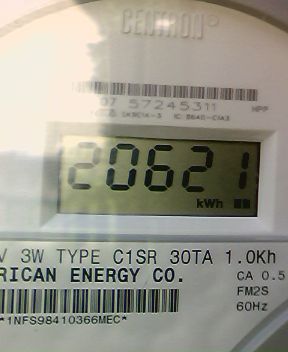 CENTRON®
07 57245311 HPP
20621
kWh
V 3W TYPE C1SR 30TA 1.0Kh
RICAN ENERGY CO.
CA 0.5
FM2S
60Hz
*1NFS98410366MEC*